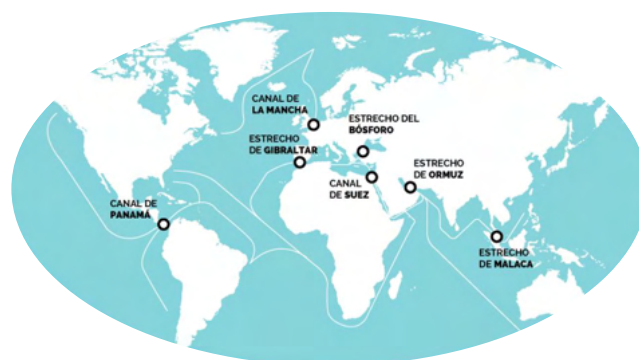 CANAL DE
LA MANCHA
ESTRECHO DEL
BÓSFORO
ESTRECHO
DE GIBRALTAR
ESTRECHO
DE ORMUZ
CANAL
DE SUEZ
CANAL DE
PANAMÁ
ESTRECHO
DE MALACA